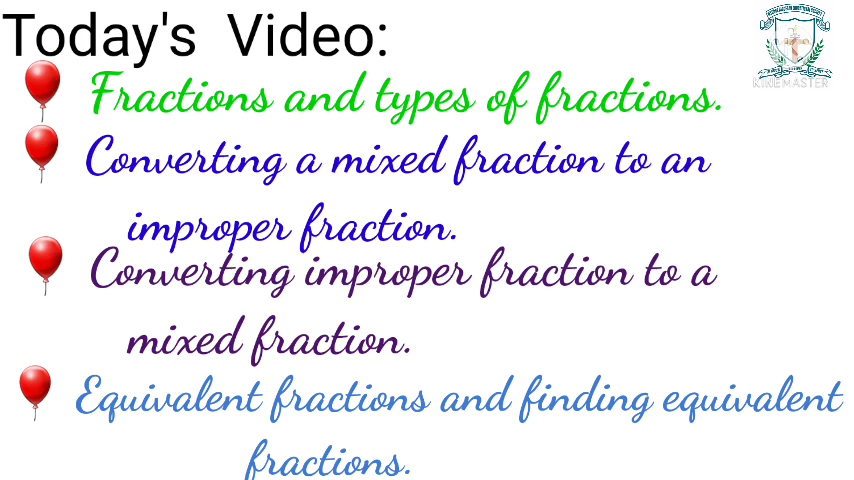 Today's Video:
Fractions and types of fractions.
Converting a mixed fraction to an
improper fraction.
Converting improper fraction to a
mixed fraction.
Equivalent fractions and finding equivalent
fractions.
KINEMASTER